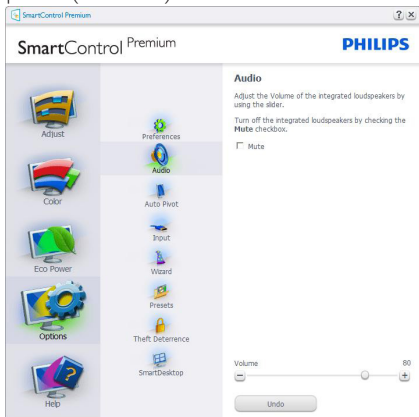 SmartControl Premium
SmartControl Premium
PHILIPS
Adjust
Color
Eco Power
Options
Help
Preferences
Audio
Auto Pivot
Input
Wizard
Presets
Theft Deterrence
SmartDesktop
Audio
Adjust the Volume of the integrated loudspeakers by
using the slider.
Turn off the integrated loudspeakers by checking the
Mute checkbox.
Mute
Volume 80
Undo